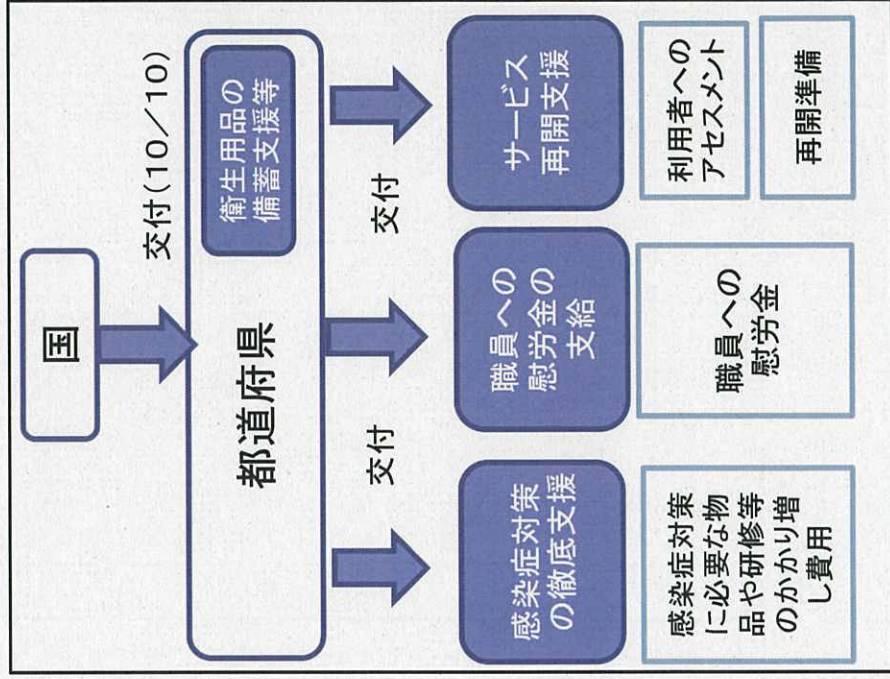 国
交付(10/10)
都道府県
衛生用品の
備蓄支援等
交付
交付
感染症対策
の徹底支援
職員への
慰労金の
支給
サービス
再開支援
感染症対策
に必要な物
品や研修等
のかかり増
し費用
職員への
慰労金
利用者への
アセスメント
再開準備